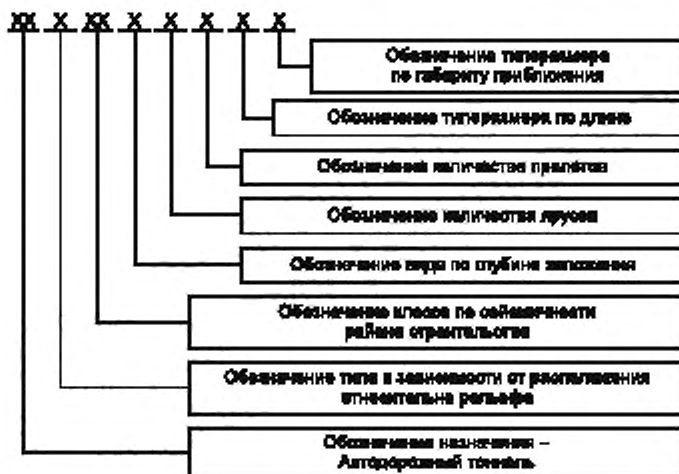 XX X XX X X X X X
Обозначение типоразмера
по габариту приближения
Обозначение типоразмера по длине
Обозначение количества пролетов
Обозначение количества ярусов
Обозначение вида по глубине заложения
Обозначение класса по сейсмичности
района строительства
Обозначение типа в зависимости от расположения
относительно рельефа
Обозначение назначения –
Автодорожный тоннель